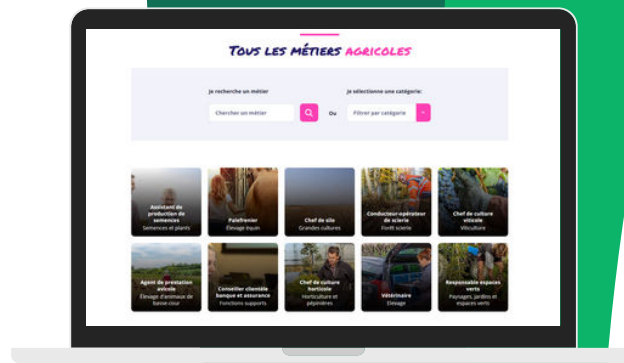 Tous les métiers agricoles
Je recherche un métier
Je sélectionne une catégorie:
Chercher un métier
Ou
Filtrer par catégorie
Assistant de
production de
semences
Semences et plants
Palefrenier
Élevage équin
Chef de silo
Grandes cultures
Conducteur-opérateur
de scierie
Forêt scierie
Chef de culture
viticole
Viticulture
Agent de prestation
avicole
Élevage d'animaux de
basse cour
Conseiller clientèle
banque et assurance
Fonctions supports
Chef de culture
horticole
Horticulture et
pépinières
Vétérinaire
Élevage
Responsable espaces
verts
Paysages, jardins et
espaces verts